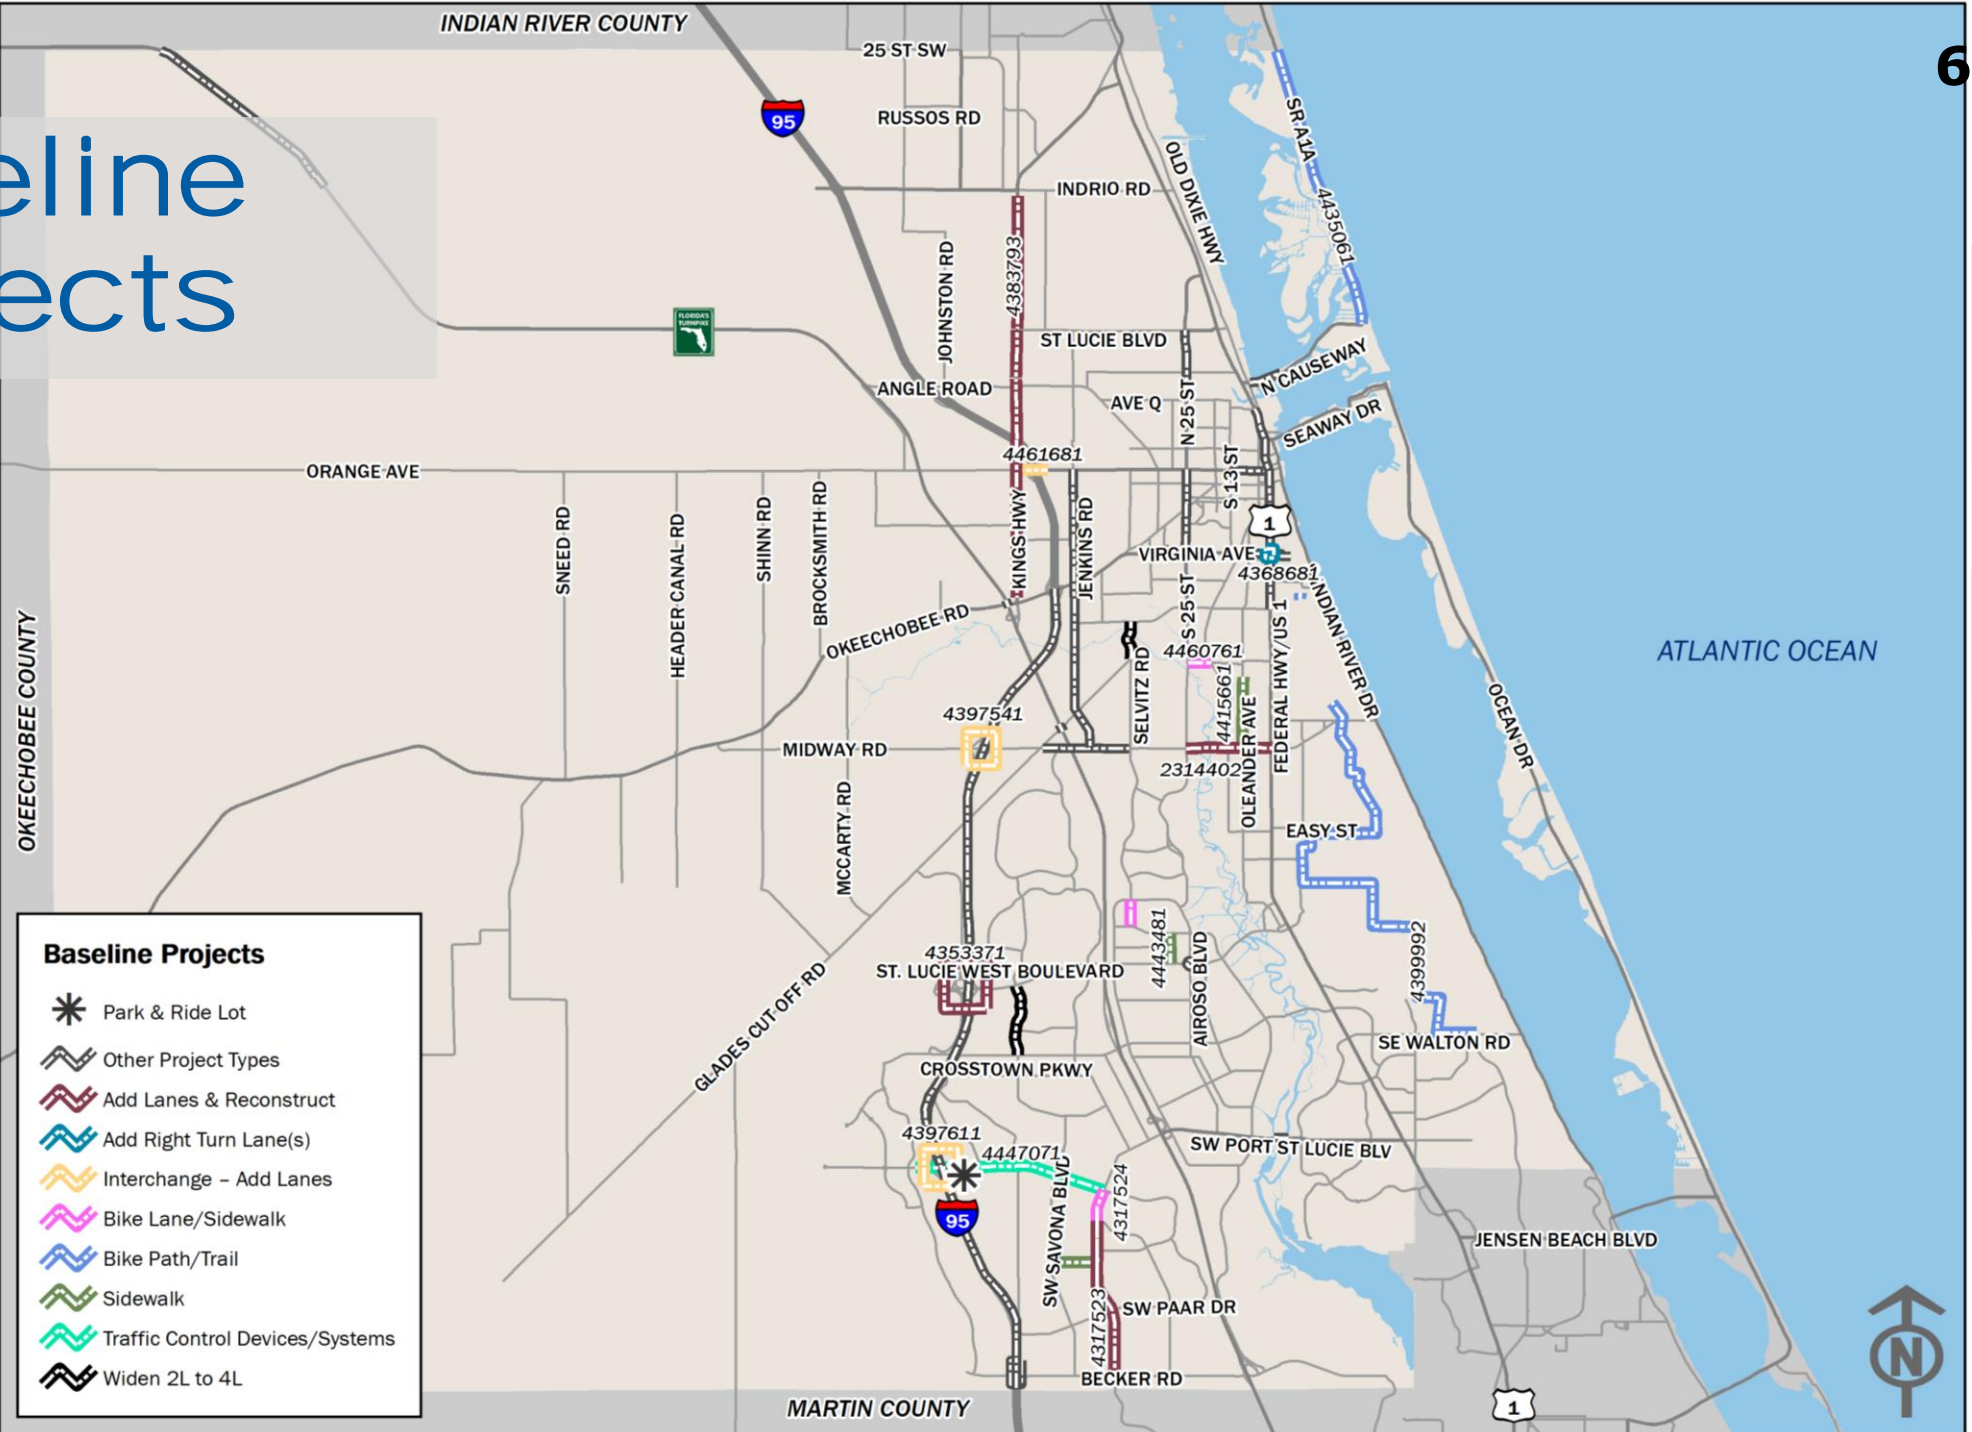 INDIAN RIVER COUNTY
25 ST SW
6
95
RUSSOS RD
SR A1A
eline
OLD DIXIE HWY
INDRIO RD
4435061
ects
JOHNSTON RD
4383793
FLORIDA'S
TURNPIKE
ST LUCIE BLVD
N CAUSEWAY
ANGLE ROAD
AVE Q
N 25 ST
SEAWAY DR
4461681
ORANGE AVE
S 13 ST
SNEED RD
HEADER CANAL RD
SHINN RD
BROCKSMITH RD
KINGS HWY
JENKINS RD
1
VIRGINIA AVE
4368681
OKEECHOBEE RD
S 25 ST
INDIAN RIVER DR
FEDERAL HWY/US 1
OKEECHOBEE COUNTY
4460761
ATLANTIC OCEAN
SELVITZ RD
4415661
4397541
OCEAN DR
MIDWAY RD
2314402
OLEANDER AVE
MCCARTY RD
EASY ST
4353371
ST. LUCIE WEST BOULEVARD
4443481
AIROSO BLVD
4399992
GLADES CUT OFF RD
SE WALTON RD
CROSSTOWN PKWY
4397611
4447071
SW PORT ST LUCIE BLV
4317524
95
SW SAVONA BLVD
JENSEN BEACH BLVD
4317523
SW PAAR DR
BECKER RD
MARTIN COUNTY
1
N
Baseline Projects
Park & Ride Lot
Other Project Types
Add Lanes & Reconstruct
Add Right Turn Lane(s)
Interchange – Add Lanes
Bike Lane/Sidewalk
Bike Path/Trail
Sidewalk
Traffic Control Devices/Systems
Widen 2L to 4L